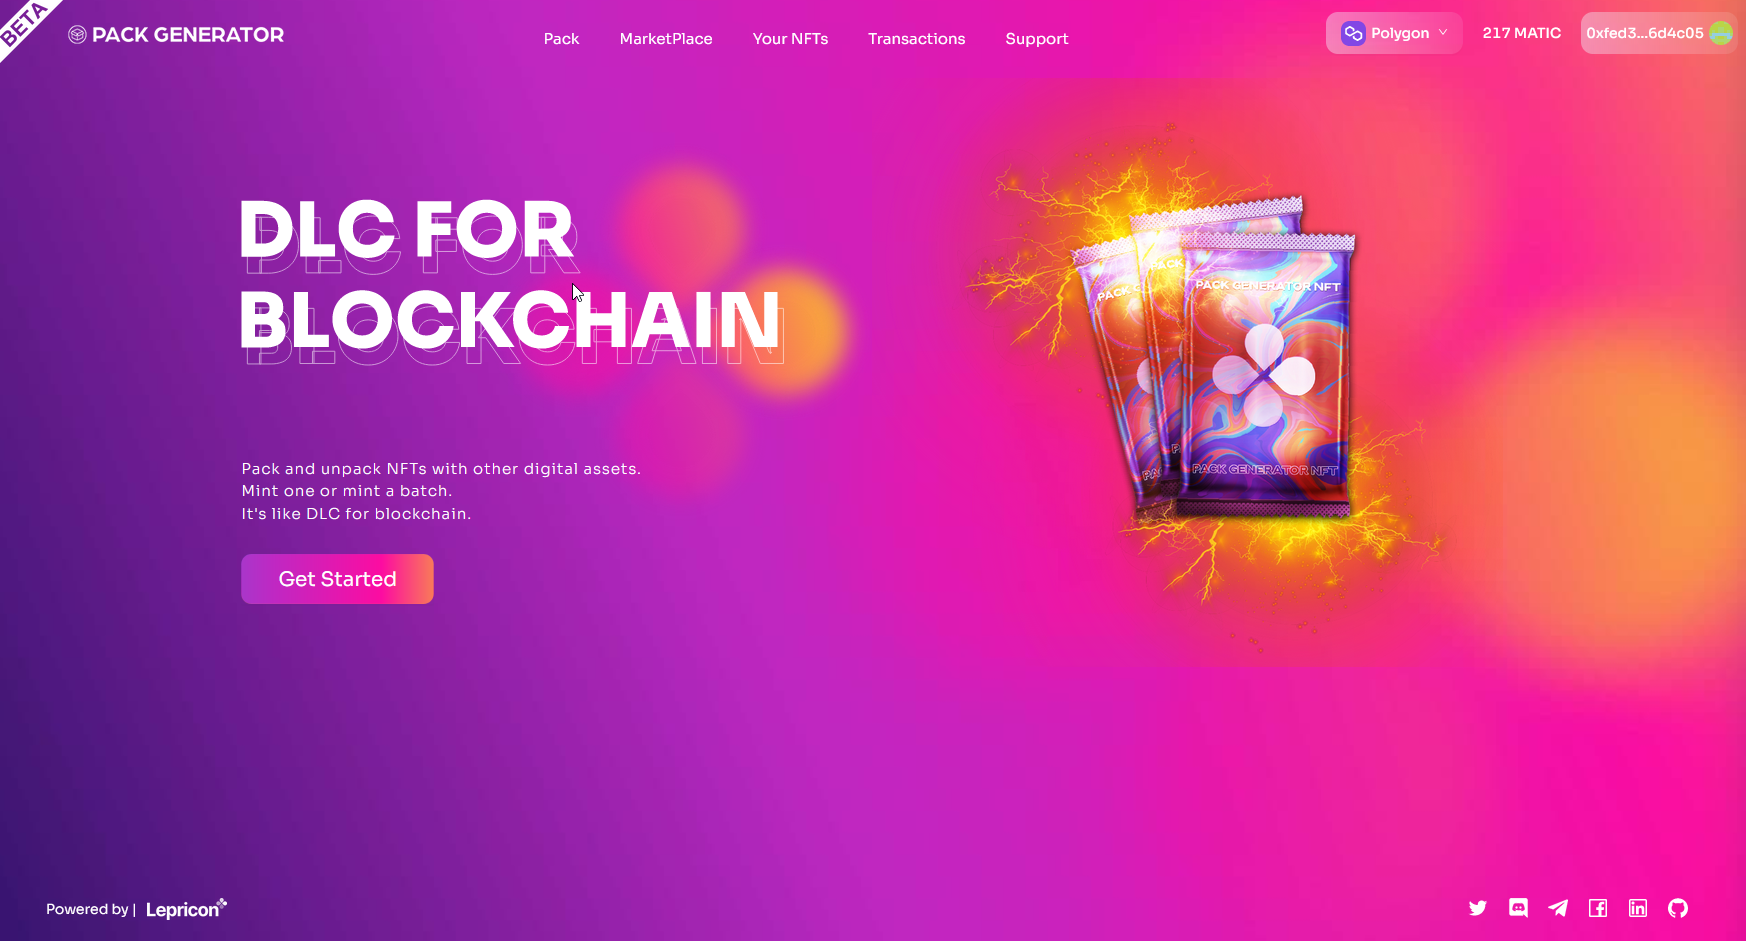 BETA
PACK GENERATOR
Pack
MarketPlace
Your NFTs
Transactions
Support
Polygon
217 MATIC
0xfed3...6d4c05
DLC FOR
BLOCKCHAIN
PACK
PACK GENERATOR NFT
PACK GENERATOR NFT
Pack and unpack NFTs with other digital assets.
Mint one or mint a batch.
It's like DLC for blockchain.
Get Started
Powered by | Lepricon